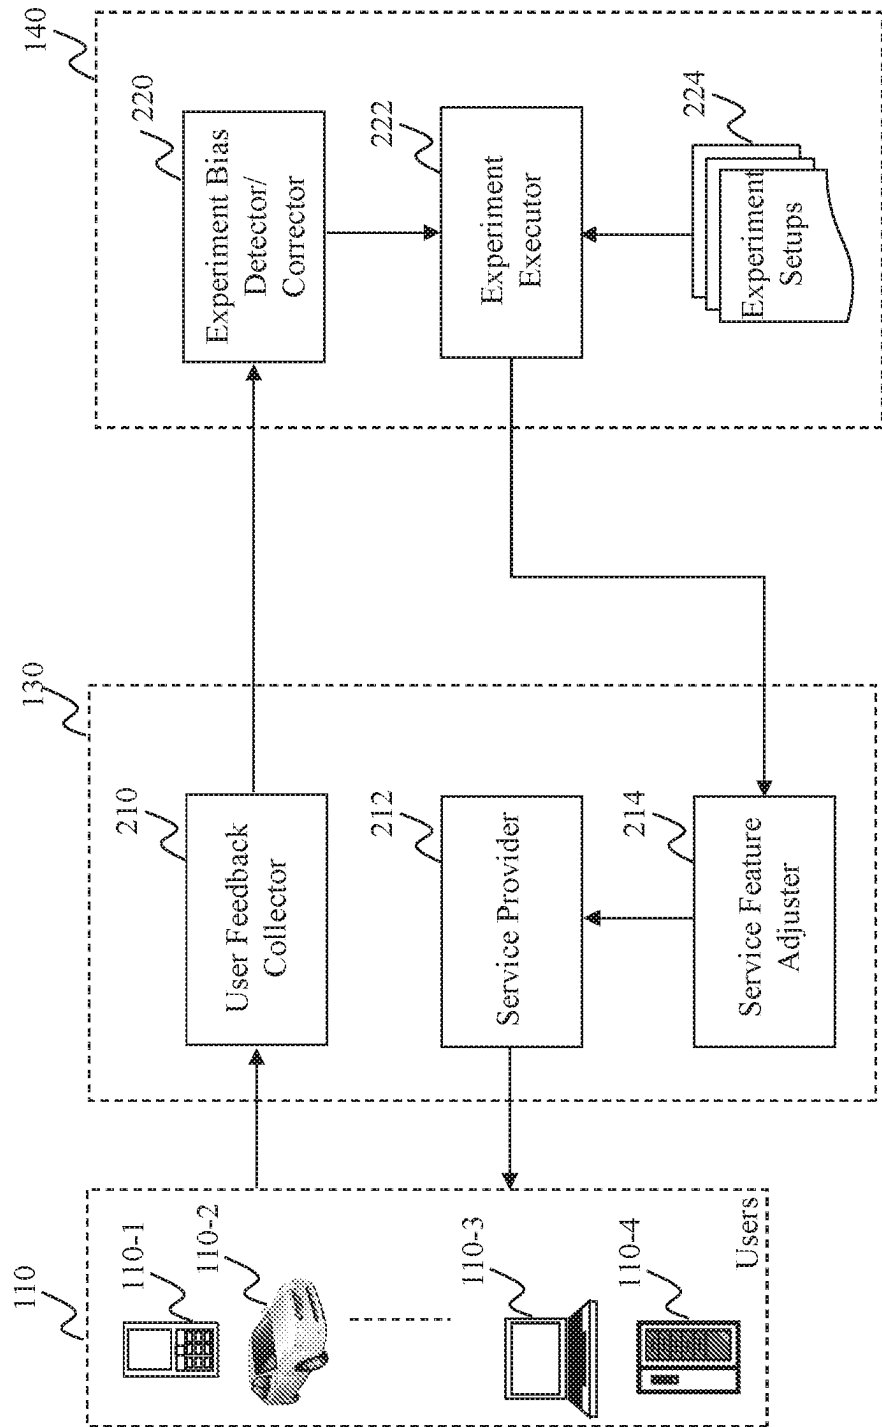 110
110-1
110-2
110-3
110-4
Users
130
210
User Feedback
Collector
212
Service Provider
214
Service Feature
Adjuster
140
220
Experiment Bias
Detector/
Corrector
222
Experiment
Executor
224
Experiment
Setups